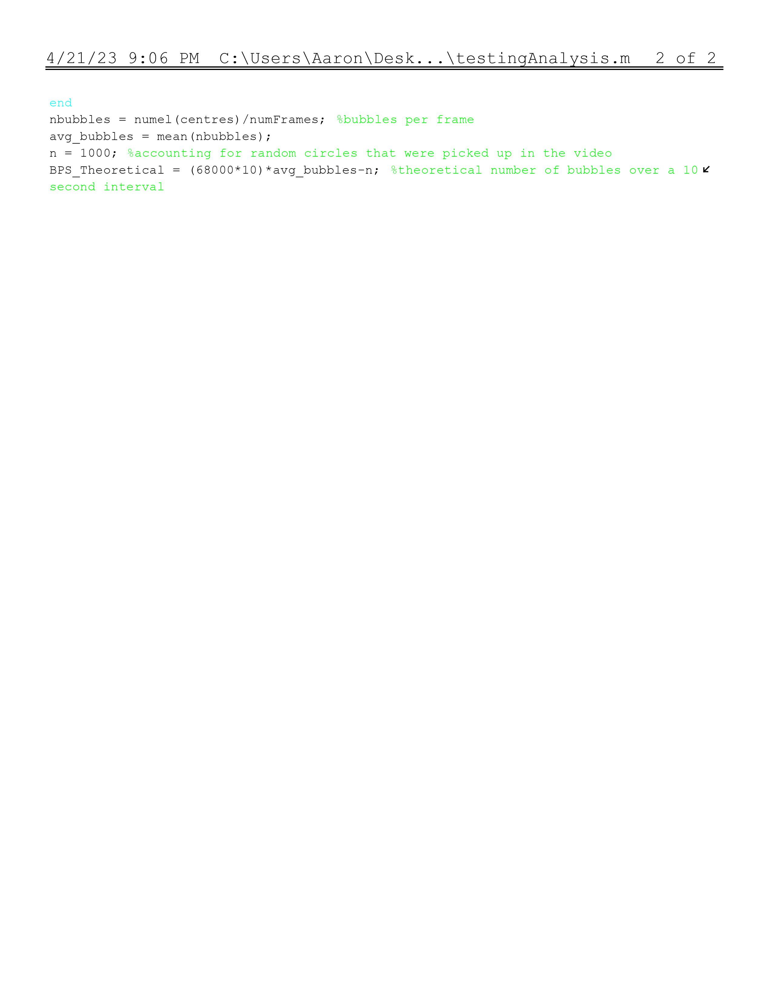 4/21/23 9:06 PM  C:\Users\Aaron\Desk...\testingAnalysis.m  2 of 2
end
nbubbles = numel(centres)/numFrames; %bubbles per frame
avg_bubbles = mean(nbubbles);
n = 1000; %accounting for random circles that were picked up in the video
BPS_Theoretical = (68000*10)*avg_bubbles-n; %theoretical number of bubbles over a 10 ↙
second interval